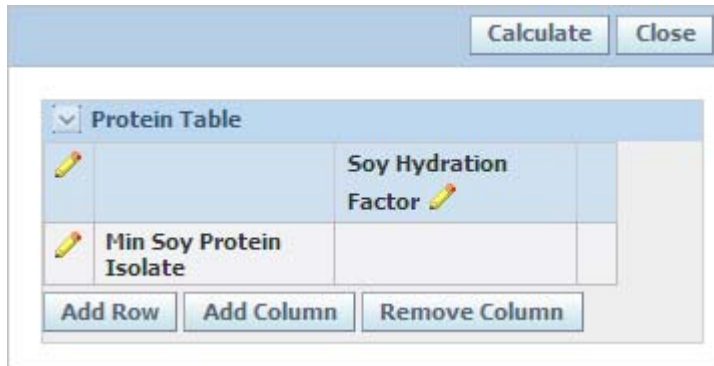 Calculate Close
Protein Table
Soy Hydration
Factor
Min Soy Protein
Isolate
Add Row Add Column Remove Column